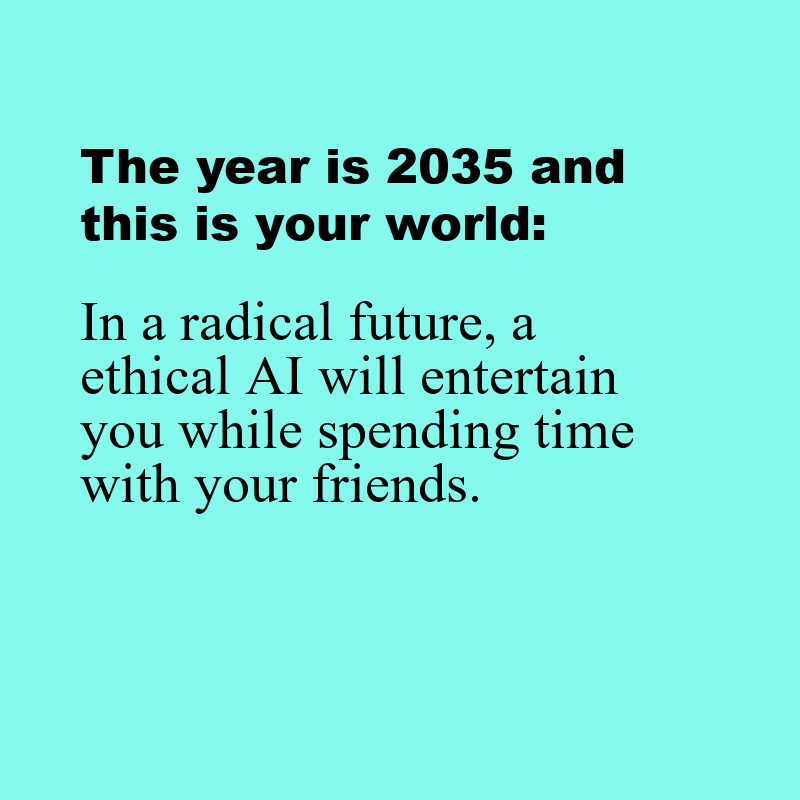 The year is 2035 and
this is your world:
In a radical future, a
ethical AI will entertain
you while spending time
with your friends.